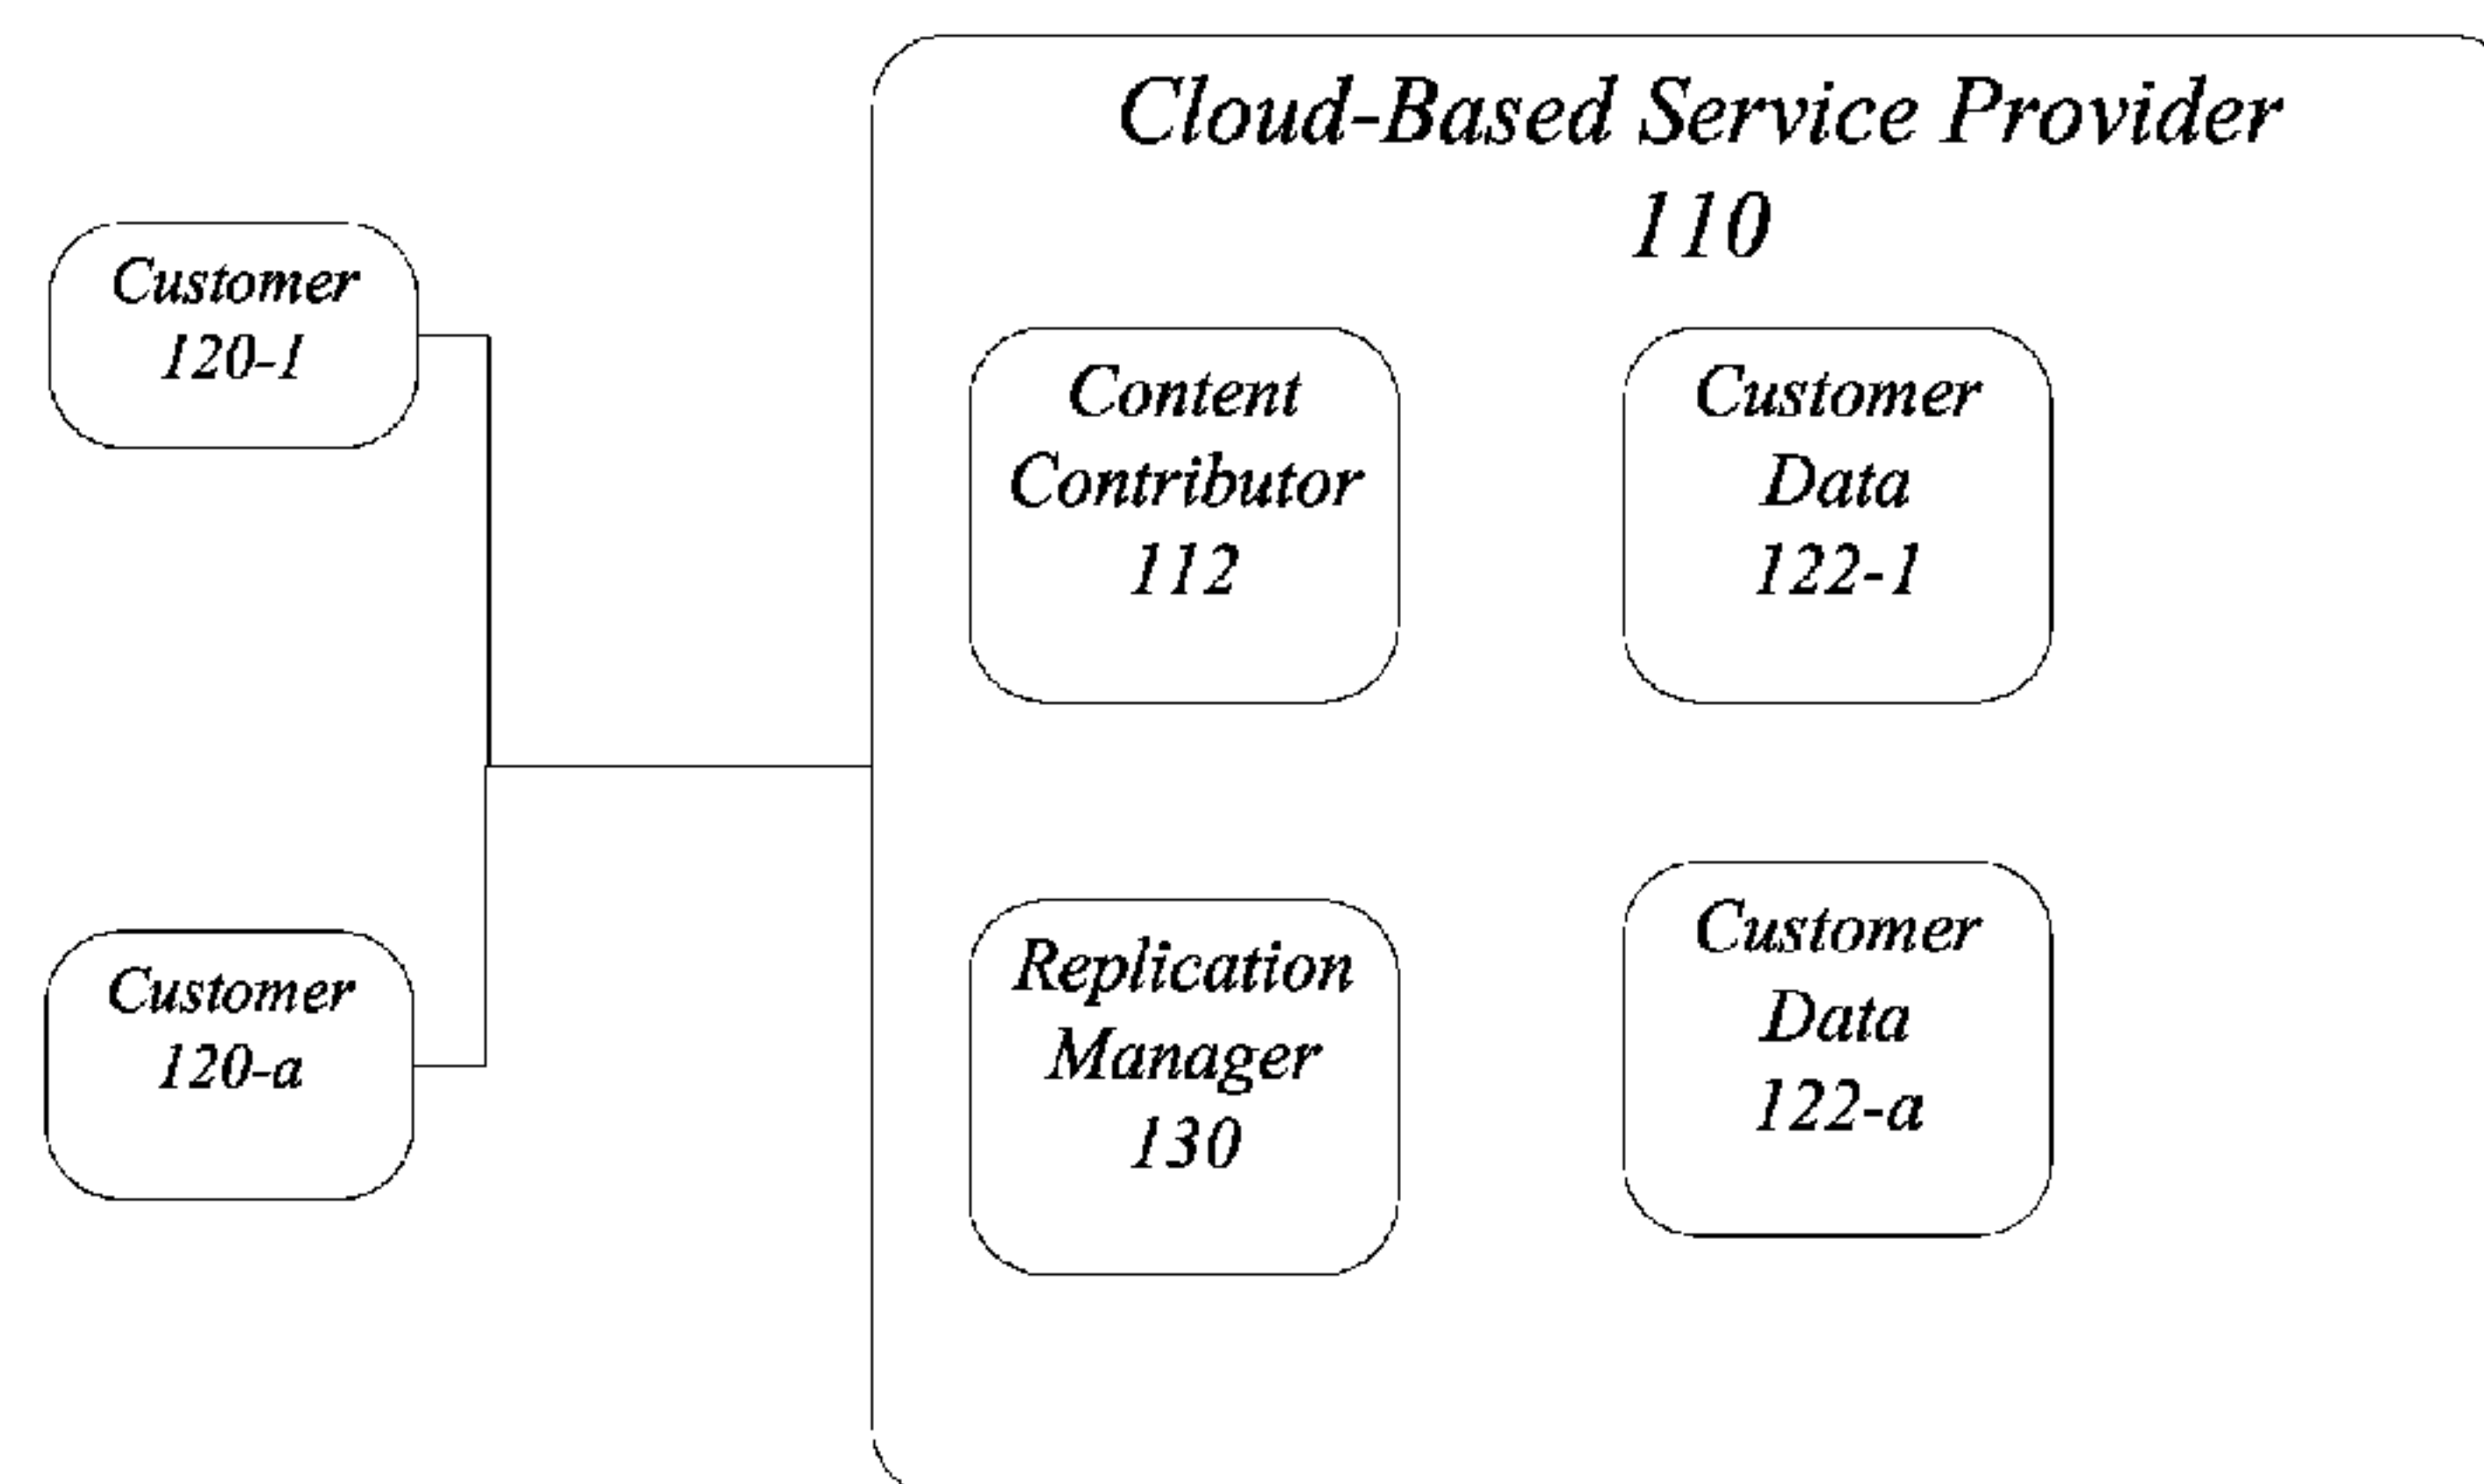 Cloud-Based Service Provider
110
Customer
120-1
Content
Contributor
112
Customer
Data
122-1
Customer
120-a
Replication
Manager
130
Customer
Data
122-a